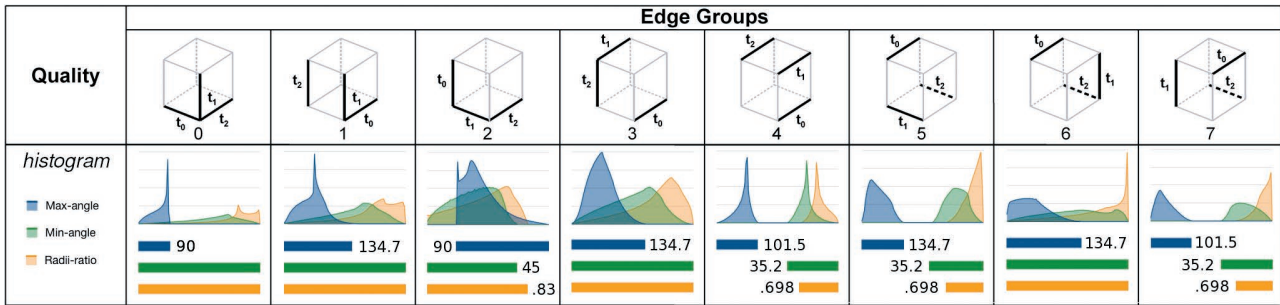 Edge Groups
Quality
t₀ t₁ t₂
0
t₂ t₁ t₀
1
t₀ t₁ t₂
2
t₁ t₂ t₀
3
t₂ t₁ t₀
4
t₀ t₂ t₁
5
t₀ t₁ t₂
6
t₀ t₂ t₁
7
histogram
Max-angle
Min-angle
Radii-ratio
90
134.7
90
45
.83
134.7
101.5
35.2
.698
134.7
35.2
.698
134.7
101.5
35.2
.698